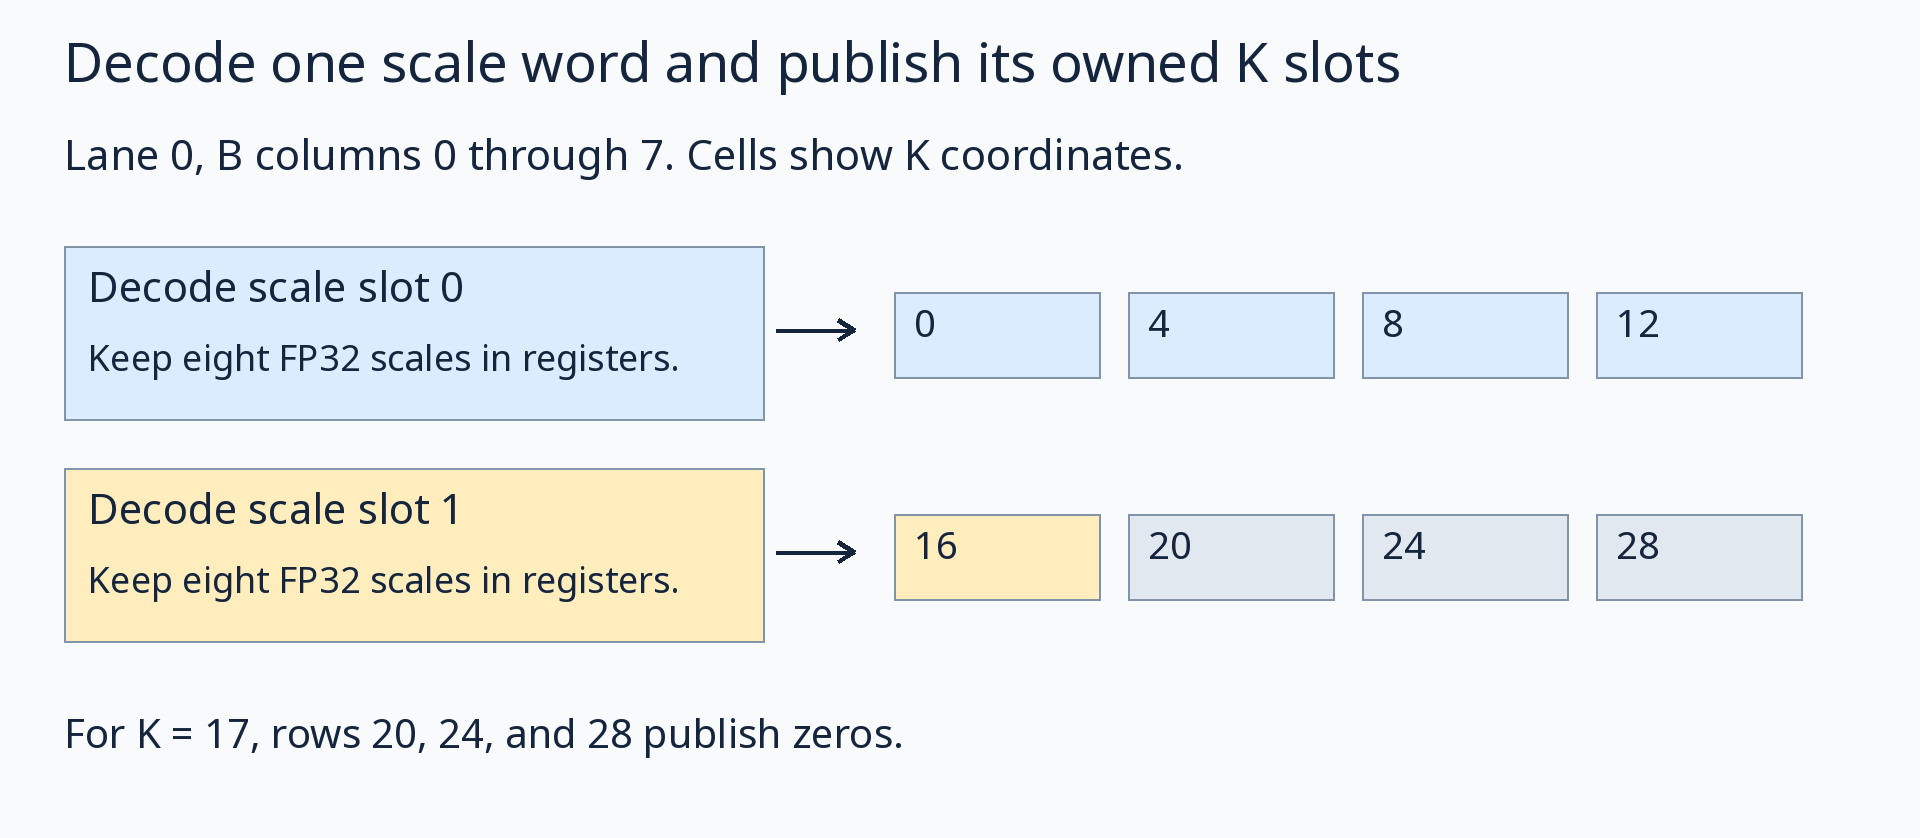 Decode one scale word and publish its owned K slots
Lane 0, B columns 0 through 7. Cells show K coordinates.
Decode scale slot 0
Keep eight FP32 scales in registers.
0 4 8 12
Decode scale slot 1
Keep eight FP32 scales in registers.
16 20 24 28
For K = 17, rows 20, 24, and 28 publish zeros.